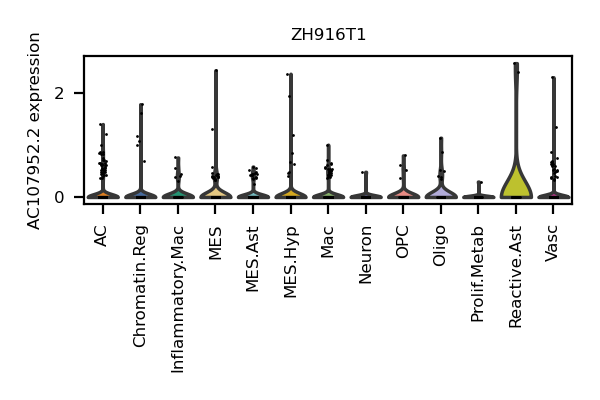 ZH916T1
AC107952.2 expression
2
0
AC
Chromatin.Reg
Inflammatory.Mac
MES
MES.Ast
MES.Hyp
Mac
Neuron
OPC
Oligo
Prolif.Metab
Reactive.Ast
Vasc